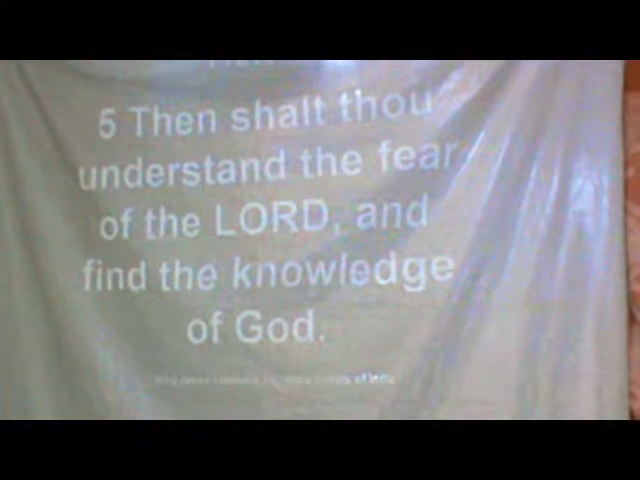 5 Then shalt thou
understand the fear
of the LORD, and
find the knowledge
of God.